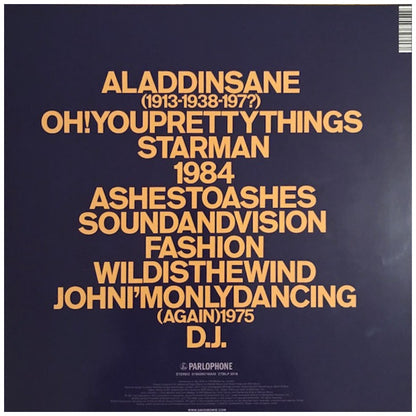 ALADDINSANE
(1913-1938-197?)
OH!YOUPRETTYTHINGS
STARMAN
1984
ASHESTOASHES
SOUNDANDVISION
FASHION
WILDISTHEWIND
JOHNI'MONLYDANCING
(AGAIN)1975
D.J.
PARLOPHONE